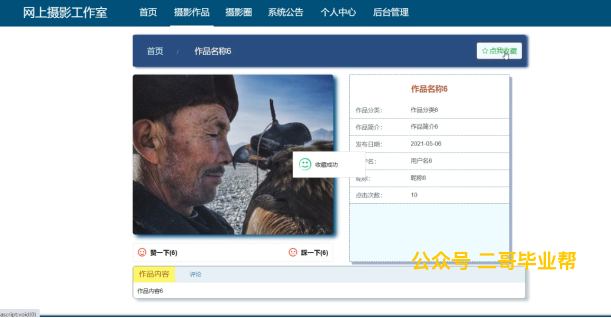 网上摄影工作室 首页 摄影作品 摄影圈 系统公告 个人中心 后台管理
首页 / 作品名称6 ☆点我收藏
作品名称6
作品分类: 作品分类6
作品简介: 作品简介6
发布日期: 2021-05-06
收藏成功
名: 用户名6
昵称: 昵称6
点击次数: 10
赞一下(6) 踩一下(6)
公众号 二哥毕业帮
作品内容 评论
作品内容6
ascript:void(0)